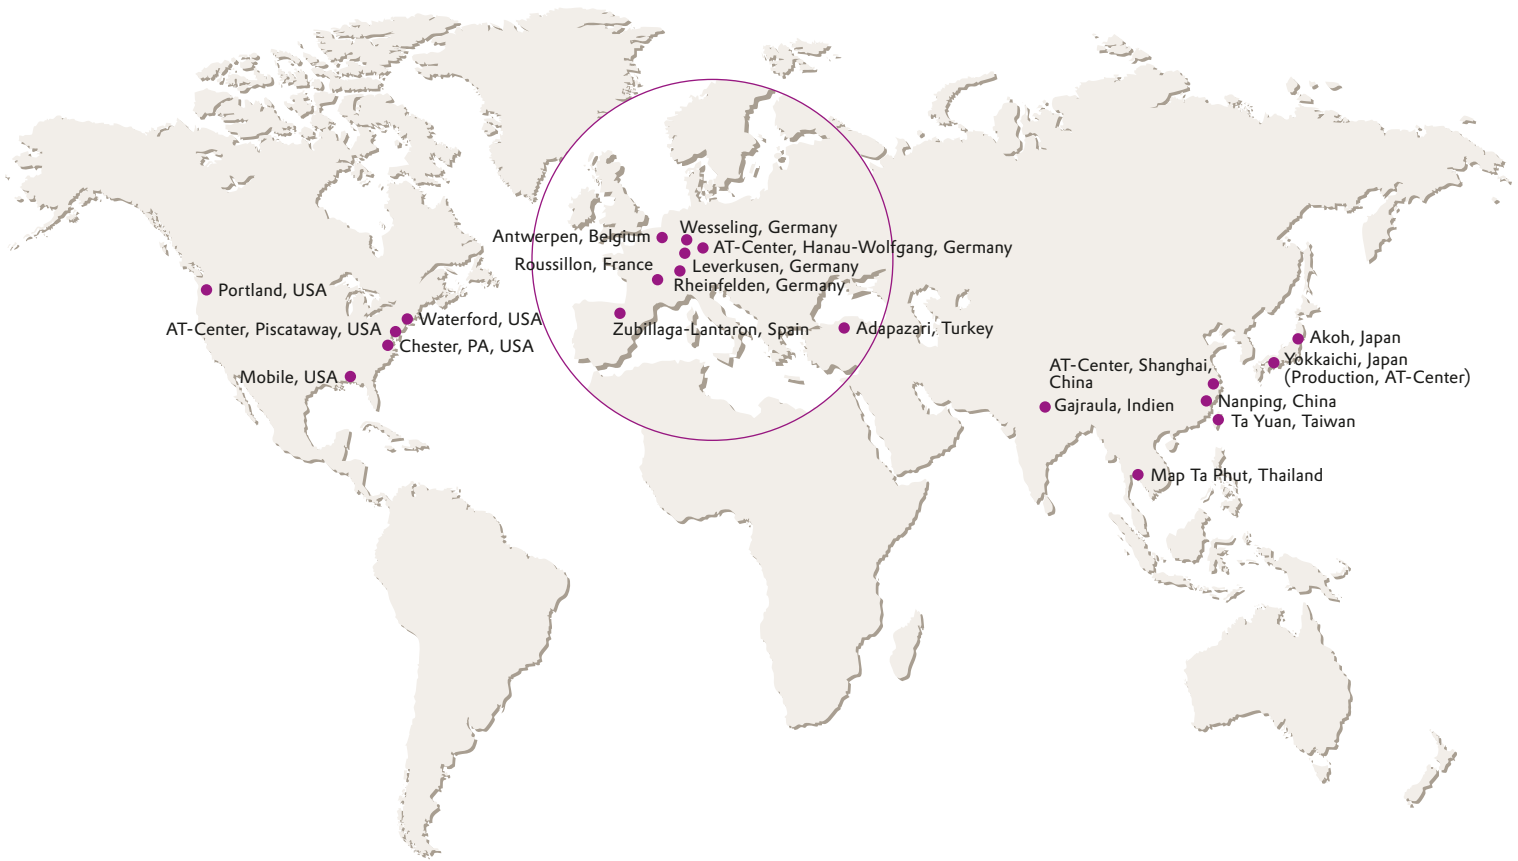 Portland, USA
Waterford, USA
AT-Center, Piscataway, USA
Chester, PA, USA
Mobile, USA
Wesseling, Germany
Antwerpen, Belgium
AT-Center, Hanau-Wolfgang, Germany
Roussillon, France
Leverkusen, Germany
Rheinfelden, Germany
Zubillaga-Lantaron, Spain
Adapazari, Turkey
Akoh, Japan
Yokkaichi, Japan
(Production, AT-Center)
AT-Center, Shanghai,
China
Nanping, China
Gajraula, Indien
Ta Yuan, Taiwan
Map Ta Phut, Thailand